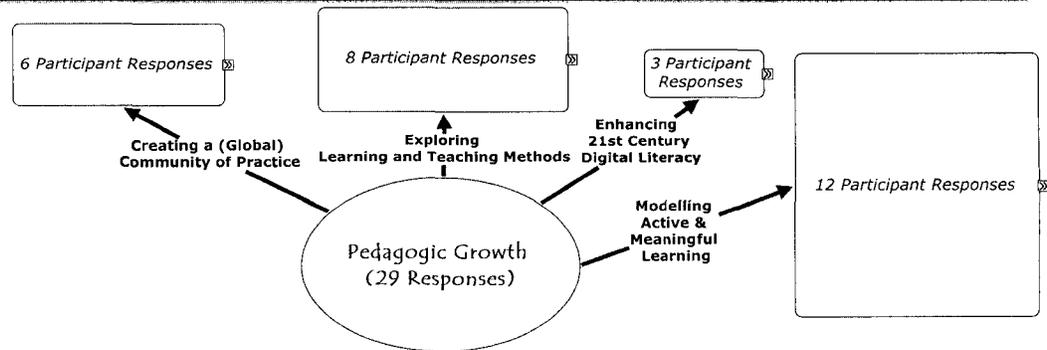 6 Participant Responses
8 Participant Responses
3 Participant
Responses
12 Participant Responses
Creating a (Global)
Community of Practice
Exploring
Learning and Teaching Methods
Enhancing
21st Century
Digital Literacy
Modelling
Active &
Meaningful
Learning
Pedagogic Growth
(29 Responses)